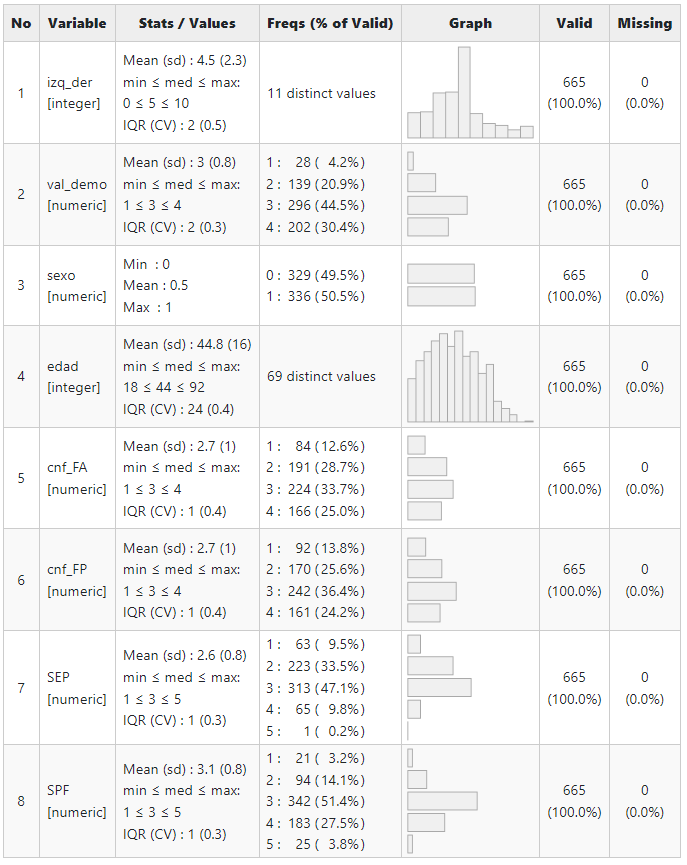 No Variable Stats / Values Freqs (% of Valid) Graph Valid Missing
1 izq_der [integer] Mean (sd) : 4.5 (2.3)
min ≤ med ≤ max:
0 ≤ 5 ≤ 10
IQR (CV) : 2 (0.5) 11 distinct values 665 (100.0%) 0 (0.0%)
2 val_demo [numeric] Mean (sd) : 3 (0.8)
min ≤ med ≤ max:
1 ≤ 3 ≤ 4
IQR (CV) : 2 (0.3)
1 : 28 ( 4.2%)
2 : 139 (20.9%)
3 : 296 (44.5%)
4 : 202 (30.4%)
665 (100.0%) 0 (0.0%)
3 sexo [numeric] Min : 0
Mean : 0.5
Max : 1
0 : 329 (49.5%)
1 : 336 (50.5%)
665 (100.0%) 0 (0.0%)
4 edad [integer] Mean (sd) : 44.8 (16)
min ≤ med ≤ max:
18 ≤ 44 ≤ 92
IQR (CV) : 24 (0.4) 69 distinct values 665 (100.0%) 0 (0.0%)
5 cnf_FA [numeric] Mean (sd) : 2.7 (1)
min ≤ med ≤ max:
1 ≤ 3 ≤ 4
IQR (CV) : 1 (0.4)
1 : 84 (12.6%)
2 : 191 (28.7%)
3 : 224 (33.7%)
4 : 166 (25.0%)
665 (100.0%) 0 (0.0%)
6 cnf_FP [numeric] Mean (sd) : 2.7 (1)
min ≤ med ≤ max:
1 ≤ 3 ≤ 4
IQR (CV) : 1 (0.4)
1 : 92 (13.8%)
2 : 170 (25.6%)
3 : 242 (36.4%)
4 : 161 (24.2%)
665 (100.0%) 0 (0.0%)
7 SEP [numeric] Mean (sd) : 2.6 (0.8)
min ≤ med ≤ max:
1 ≤ 3 ≤ 5
IQR (CV) : 1 (0.3)
1 : 63 ( 9.5%)
2 : 223 (33.5%)
3 : 313 (47.1%)
4 : 65 ( 9.8%)
5 : 1 ( 0.2%)
665 (100.0%) 0 (0.0%)
8 SPF [numeric] Mean (sd) : 3.1 (0.8)
min ≤ med ≤ max:
1 ≤ 3 ≤ 5
IQR (CV) : 1 (0.3)
1 : 21 ( 3.2%)
2 : 94 (14.1%)
3 : 342 (51.4%)
4 : 183 (27.5%)
5 : 25 ( 3.8%)
665 (100.0%) 0 (0.0%)